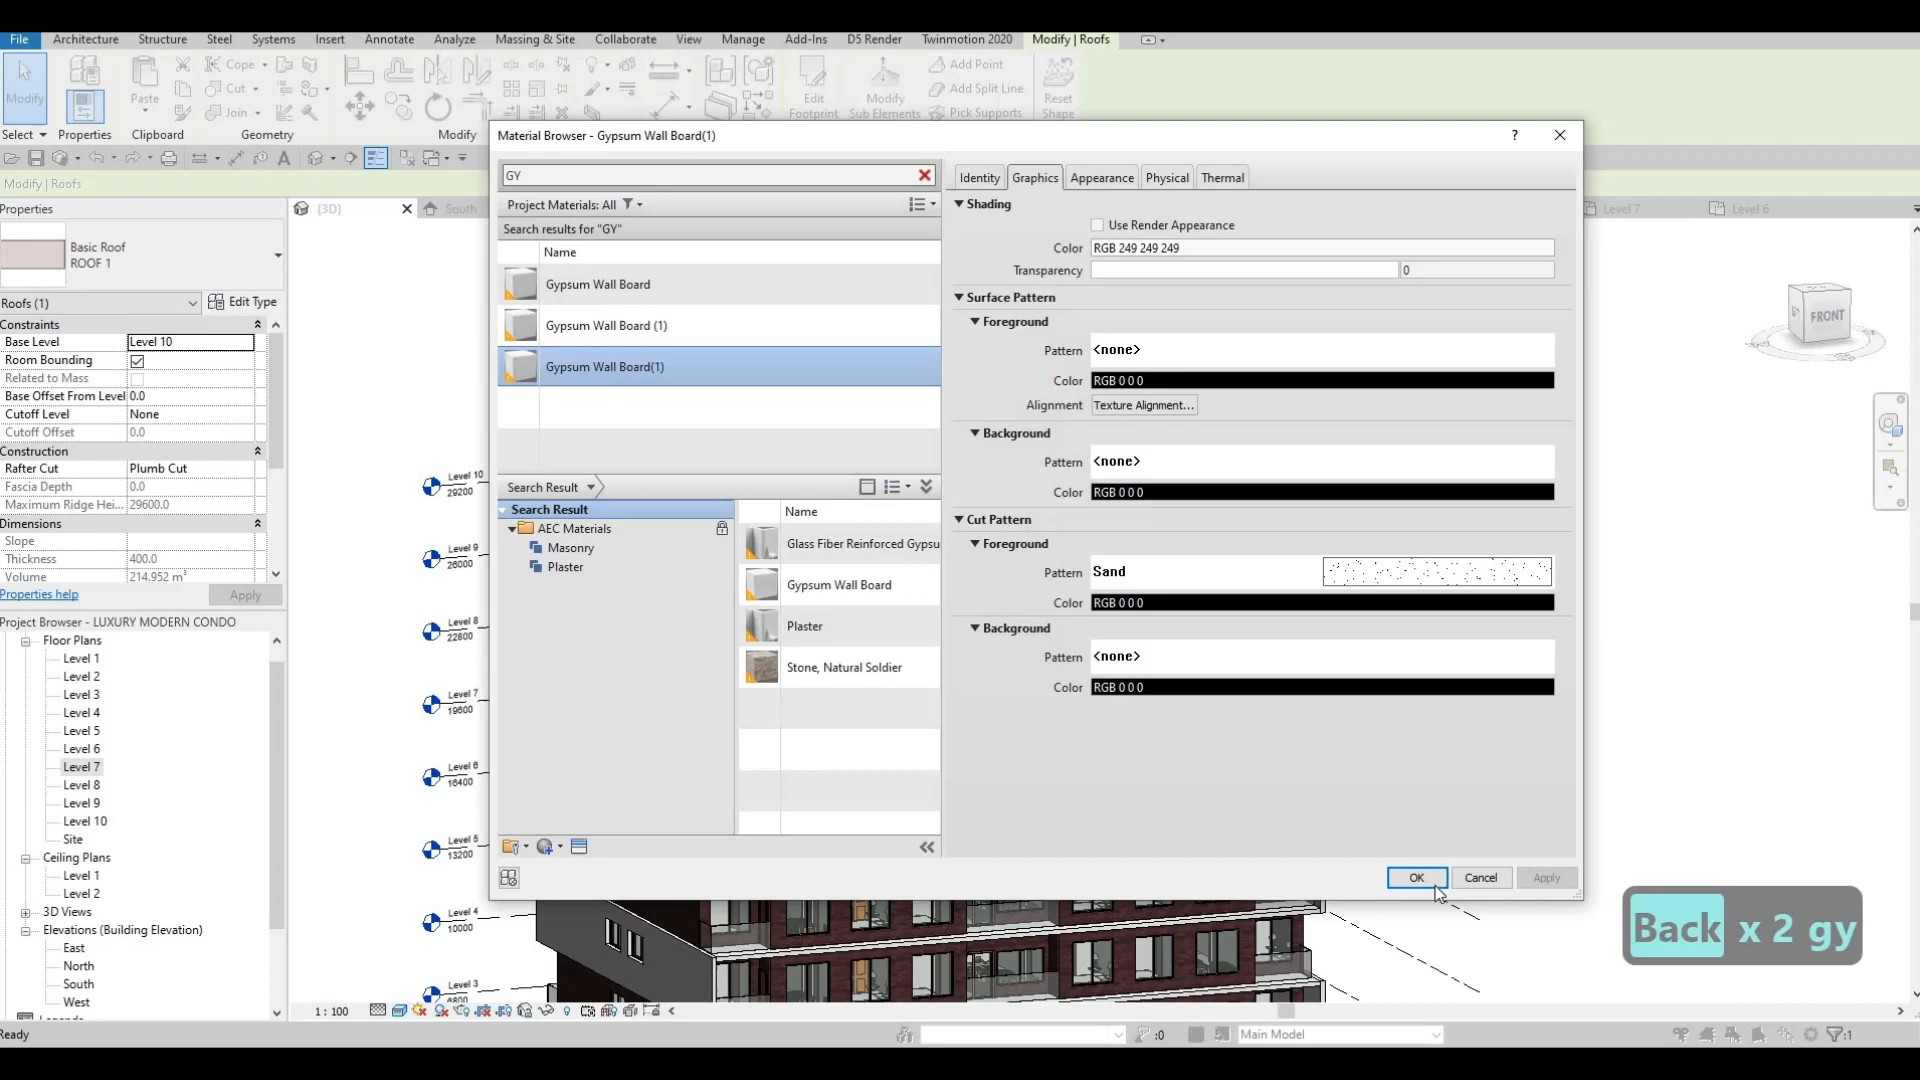 File Architecture Structure Steel Systems Insert Annotate Analyze Massing & Site Collaborate View Manage Add-Ins D5 Render Twinmotion 2020 Modify | Roofs
Cope Add Point
Modify Paste Cut Edit Modify Add Split Line Reset
Join Footprint Sub Elements Pick Supports Shape
Select Properties Clipboard Geometry Modify
Modify | Roofs
Properties
(3D) South Level 7 Level 6
Basic Roof
ROOF 1
Roofs (1) Edit Type
Constraints
Base Level Level 10
Room Bounding
Related to Mass
Base Offset From Level 0.0
Cutoff Level None
Cutoff Offset 0.0
Construction
Rafter Cut Plumb Cut
Fascia Depth 0.0
Maximum Ridge Hei... 29600.0
Dimensions
Slope
Thickness 400.0
Volume 214.952 m³
Properties help Apply
Project Browser - LUXURY MODERN CONDO
Floor Plans
Level 1
Level 2
Level 3
Level 4
Level 5
Level 6
Level 7
Level 8
Level 9
Level 10
Site
Ceiling Plans
Level 1
Level 2
3D Views
Elevations (Building Elevation)
East
North
South
West
Level 10
29200
Level 9
26000
Level 8
22800
Level 7
19600
Level 6
16400
Level 5
13200
Level 4
10000
Level 3
6800
Material Browser - Gypsum Wall Board(1) ?
GY
Project Materials: All
Search results for "GY"
Name
Gypsum Wall Board
Gypsum Wall Board (1)
Gypsum Wall Board(1)
Search Result
Search Result
AEC Materials
Masonry
Plaster
Name
Glass Fiber Reinforced Gypsu
Gypsum Wall Board
Plaster
Stone, Natural Soldier
Identity Graphics Appearance Physical Thermal
Shading
Use Render Appearance
Color RGB 249 249 249
Transparency 0
Surface Pattern
Foreground
Pattern <none>
Color RGB 0 0 0
Alignment Texture Alignment...
Background
Pattern <none>
Color RGB 0 0 0
Cut Pattern
Foreground
Pattern Sand
Color RGB 0 0 0
Background
Pattern <none>
Color RGB 0 0 0
OK Cancel Apply
FRONT
Back x 2 gy
1 : 100
Ready :0 Main Model :1